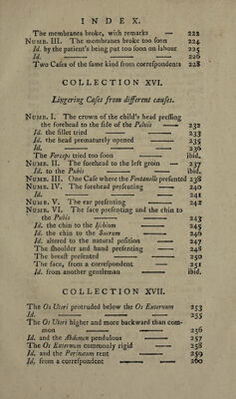 INDEX.
The membranes broke, with remarks — 222
NUMB. III. The membranes broke too soon 224
Id. by the patient's being put too soon on labour 225
Id. — — — 226
Two Cases of the same kind from correspondents 228
COLLECTION XVI.
Lingering Cases from different causes.
NUMB. I. The crown of the child's head pressing
the forehead to the side of the Pelvis — 232
Id. the fillet tried — — 233
Id. the head prematurely opened — 235
Id. — — — 236
The Forceps tried too soon — ibid.
NUMB. II. The forehead to the left groin — 237
Id. to the Pubis — — ibid.
NUMB. III. One Case where the Fontanelle presented 238
NUMB. IV. The forehead presenting — 240
Id. — — — 241
NUMB. V. The ear presenting — 242
NUMB. VI. The face presenting and the chin to
the Pubis — — 243
Id. the chin to the Ischium — 245
Id. the chin to the Sacrum — 246
Id. altered to the natural position — 247
The shoulder and hand presenting — 248
The breast presented — — 250
The face, from a correspondent — 251
Id. from another gentleman — ibid.
COLLECTION XVII.
The Os Uteri protruded below the Os Externum 253
Id. — — — 255
The Os Uteri higher and more backward than com-
mon — — — 256
Id. and the Abdomen pendulous — 257
The Os Externum commonly rigid — 258
Id. and the Perinæum rent — 259
Id. from a correspondent — 260